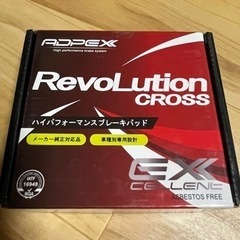 ADPEX
High performance brake system
RevoLution
CROSS
ハイパフォーマンスブレーキパッド
メーカー純正対応品
車種別専用設計
IATF
16949
EX
CELLENT
ASBESTOS FREE